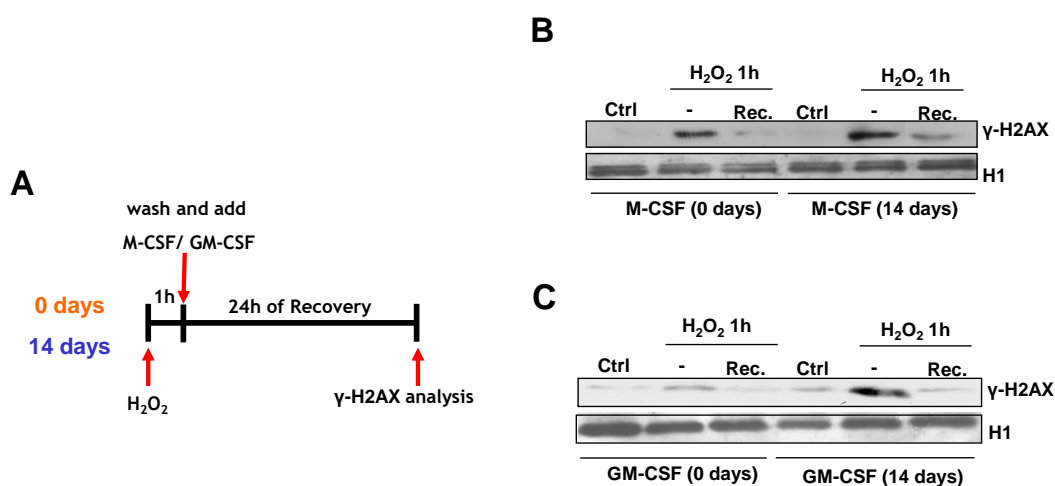 A
wash and add
M-CSF/ GM-CSF
0 days
14 days
1h
24h of Recovery
H₂O₂
γ-H2AX analysis
B
H₂O₂ 1h
H₂O₂ 1h
Ctrl
-
Rec.
Ctrl
-
Rec.
γ-H2AX
H1
M-CSF (0 days)
M-CSF (14 days)
C
H₂O₂ 1h
H₂O₂ 1h
Ctrl
-
Rec.
Ctrl
-
Rec.
γ-H2AX
H1
GM-CSF (0 days)
GM-CSF (14 days)